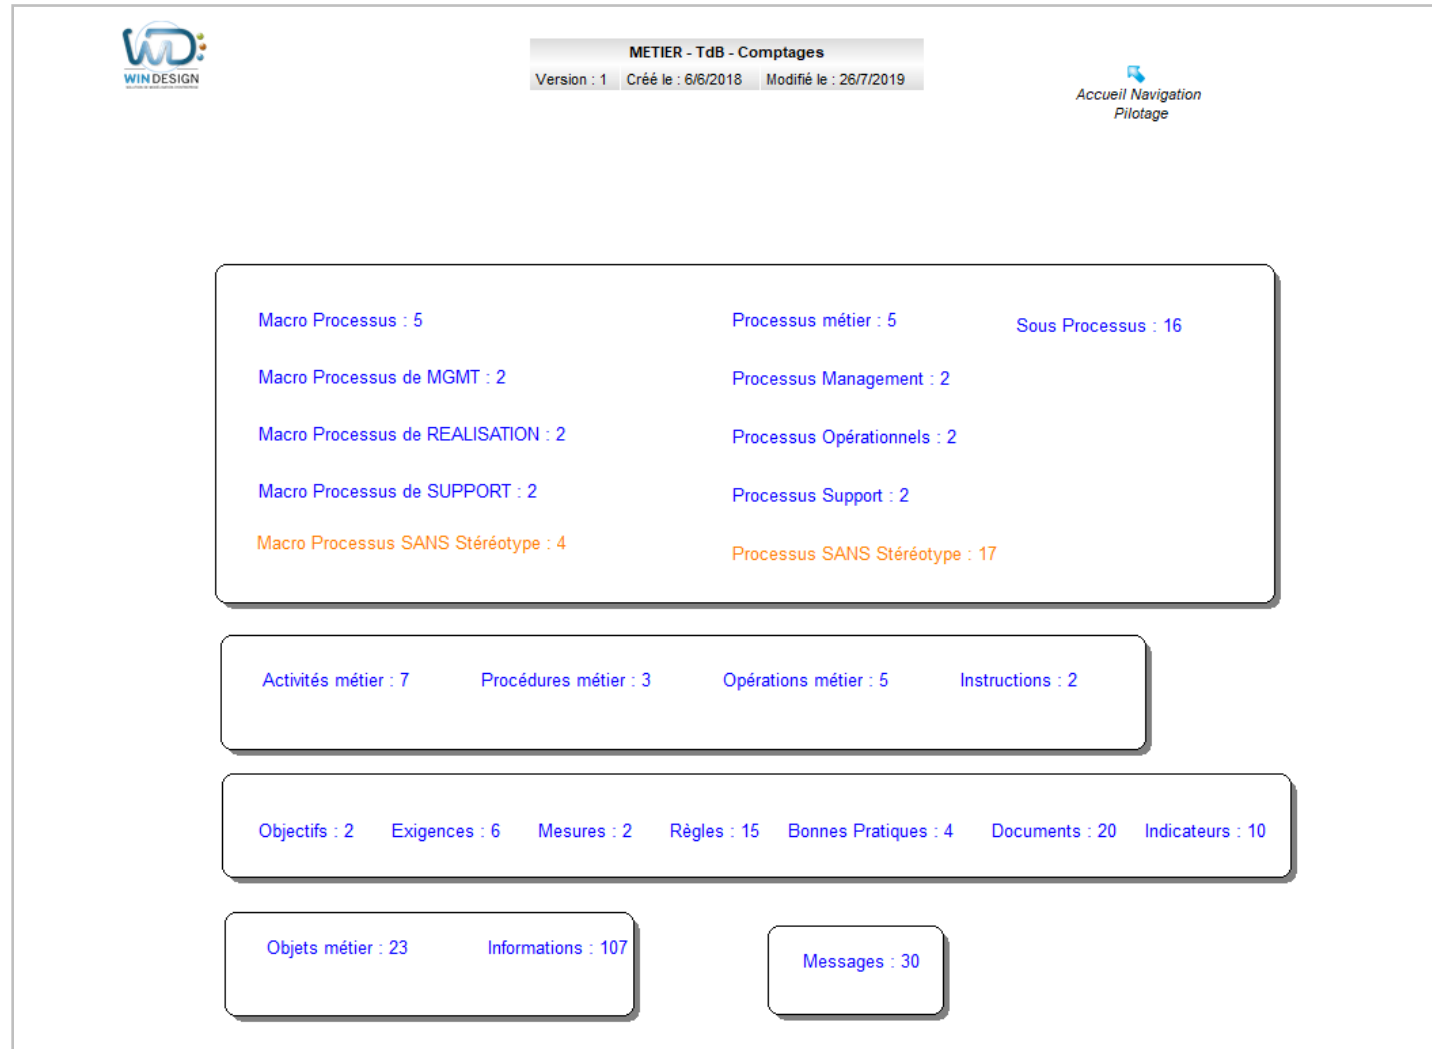 WINDESIGN
METIER - TdB - Comptages
Version : 1 Créé le : 6/6/2018 Modifié le : 26/7/2019
Accueil Navigation
Pilotage
Macro Processus : 5
Processus métier : 5
Sous Processus : 16
Macro Processus de MGMT : 2
Processus Management : 2
Macro Processus de REALISATION : 2
Processus Opérationnels : 2
Macro Processus de SUPPORT : 2
Processus Support : 2
Macro Processus SANS Stéréotype : 4
Processus SANS Stéréotype : 17
Activités métier : 7
Procédures métier : 3
Opérations métier : 5
Instructions : 2
Objectifs : 2
Exigences : 6
Mesures : 2
Règles : 15
Bonnes Pratiques : 4
Documents : 20
Indicateurs : 10
Objets métier : 23
Informations : 107
Messages : 30